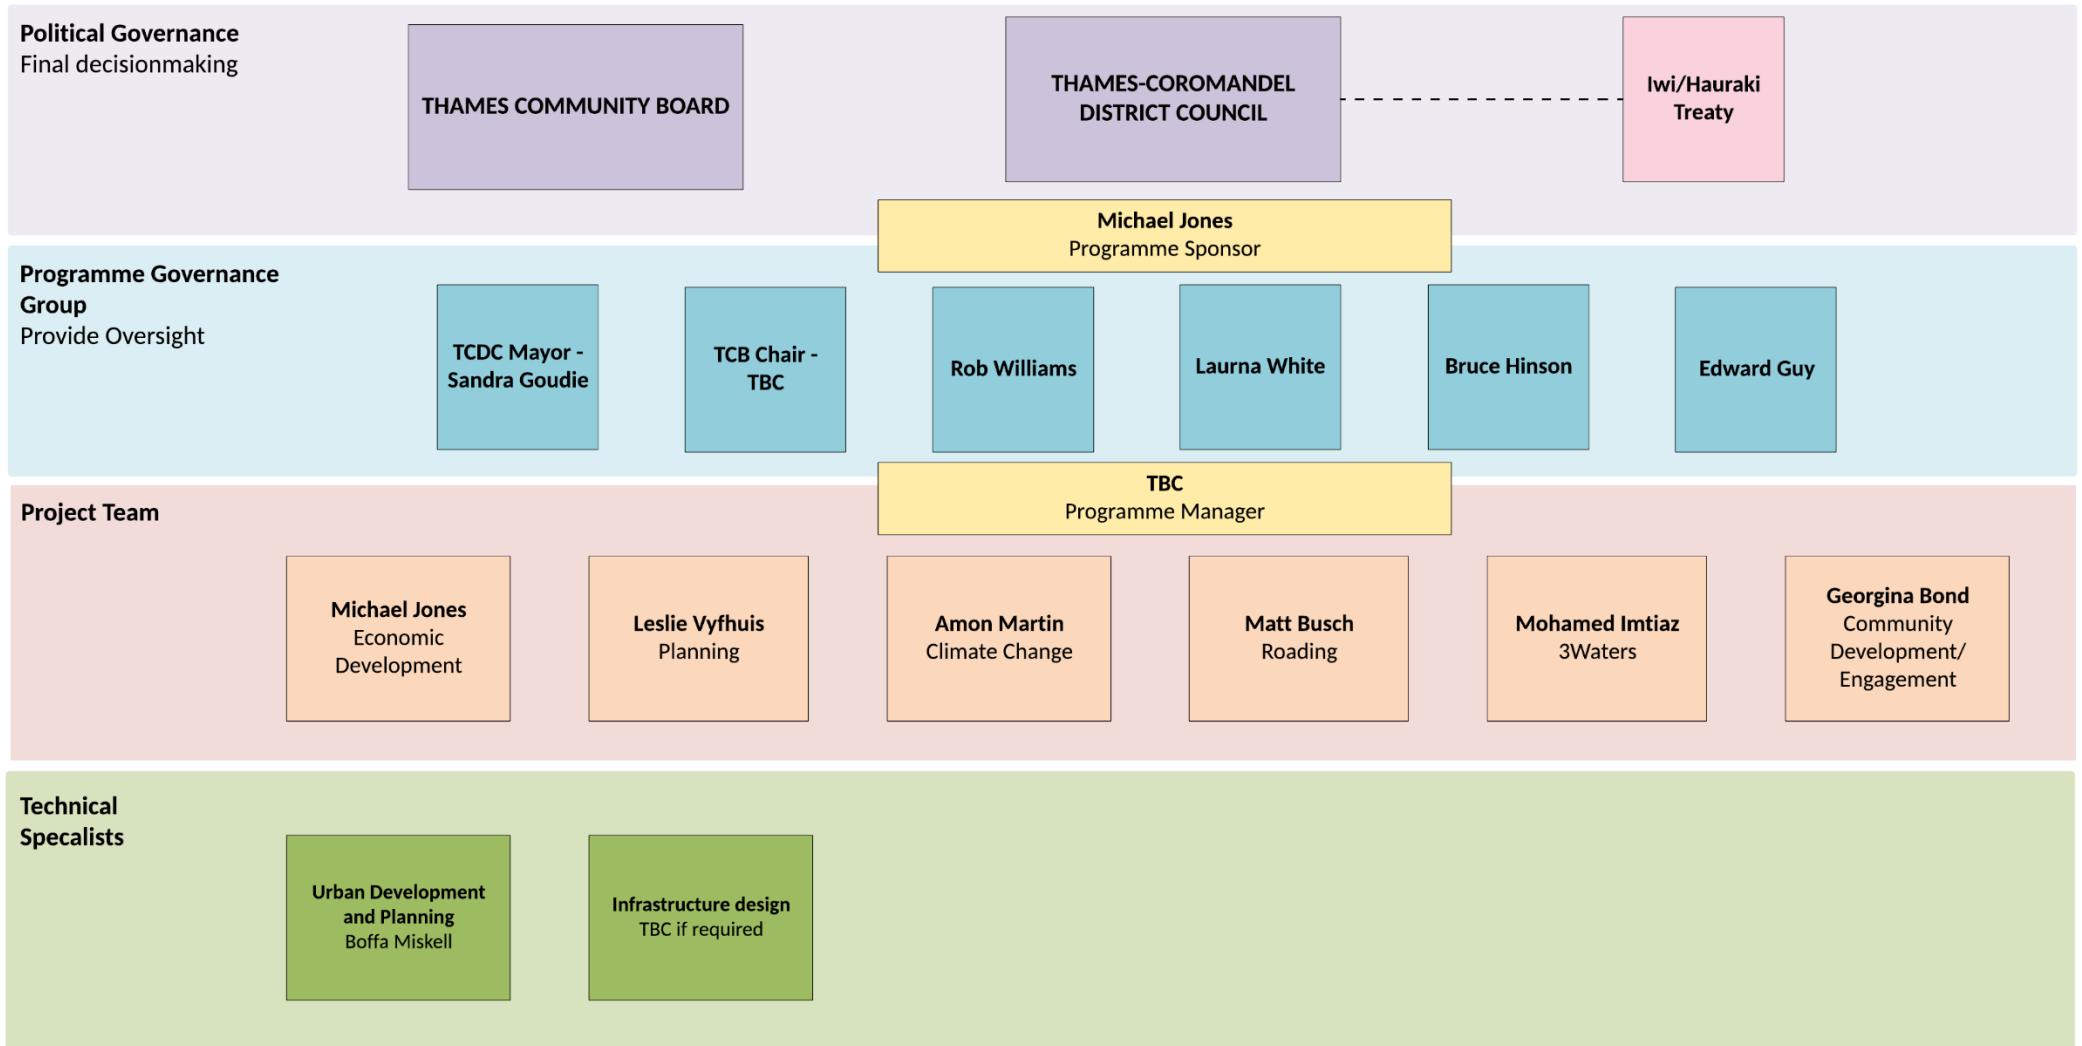 Political Governance
Final decisionmaking
THAMES COMMUNITY BOARD
THAMES-COROMANDEL
DISTRICT COUNCIL
Iwi/Hauraki
Treaty
Michael Jones
Programme Sponsor
Programme Governance
Group
Provide Oversight
TCDC Mayor -
Sandra Goudie
TCB Chair -
TBC
Rob Williams
Laurna White
Bruce Hinson
Edward Guy
TBC
Programme Manager
Project Team
Michael Jones
Economic
Development
Leslie Vyfhuis
Planning
Amon Martin
Climate Change
Matt Busch
Roading
Mohamed Imtiaz
3Waters
Georgina Bond
Community
Development/
Engagement
Technical
Specalists
Urban Development
and Planning
Boffa Miskell
Infrastructure design
TBC if required